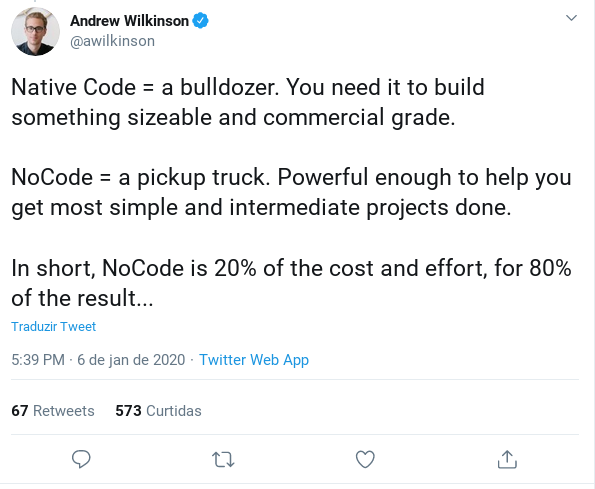 Andrew Wilkinson
@awilkinson
Native Code = a bulldozer. You need it to build
something sizeable and commercial grade.
NoCode = a pickup truck. Powerful enough to help you
get most simple and intermediate projects done.
In short, NoCode is 20% of the cost and effort, for 80%
of the result...
Traduzir Tweet
5:39 PM · 6 de jan de 2020 · Twitter Web App
67 Retweets 573 Curtidas